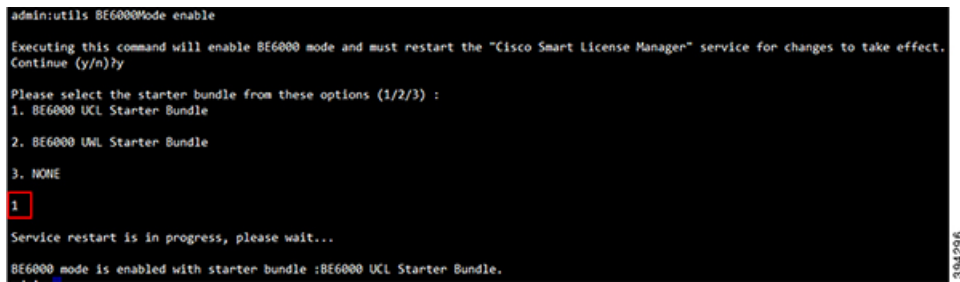 admin:utils BE6000Mode enable
Executing this command will enable BE6000 mode and must restart the "Cisco Smart License Manager" service for changes to take effect.
Continue (y/n)?y
Please select the starter bundle from these options (1/2/3) :
1. BE6000 UCL Starter Bundle
2. BE6000 UWL Starter Bundle
3. NONE
1
Service restart is in progress, please wait...
BE6000 mode is enabled with starter bundle :BE6000 UCL Starter Bundle.
394296